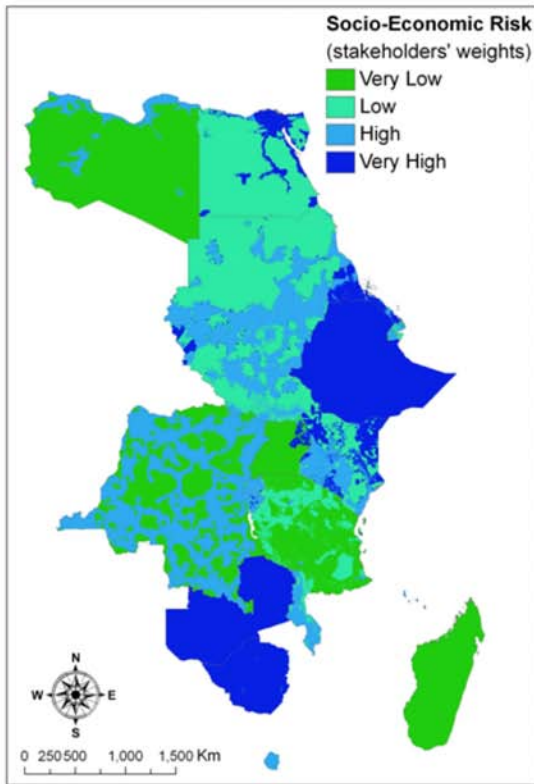 Socio-Economic Risk
(stakeholders' weights)
Very Low
Low
High
Very High
N
W E
S
0 250 500 1,000 1,500 Km